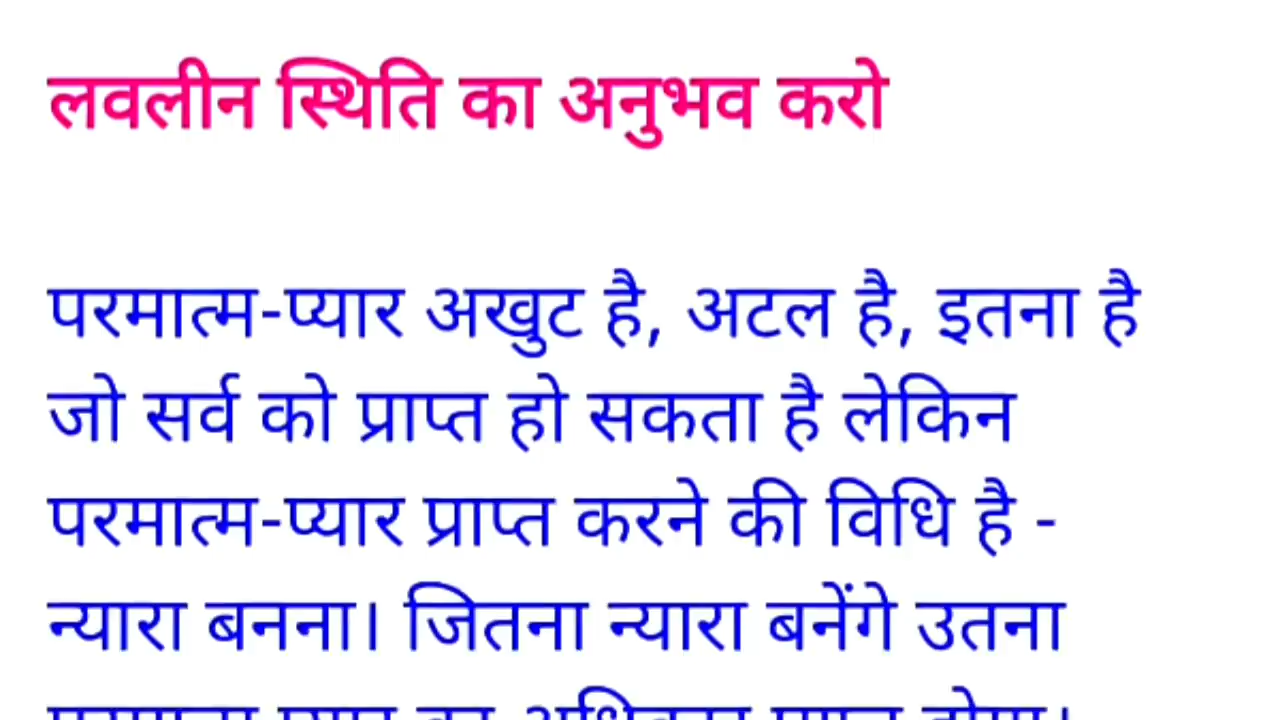 लवलीन स्थिति का अनुभव करो
परमात्म-प्यार अखुट है, अटल है, इतना है
जो सर्व को प्राप्त हो सकता है लेकिन
परमात्म-प्यार प्राप्त करने की विधि है -
न्यारा बनना। जितना न्यारा बनेंगे उतना